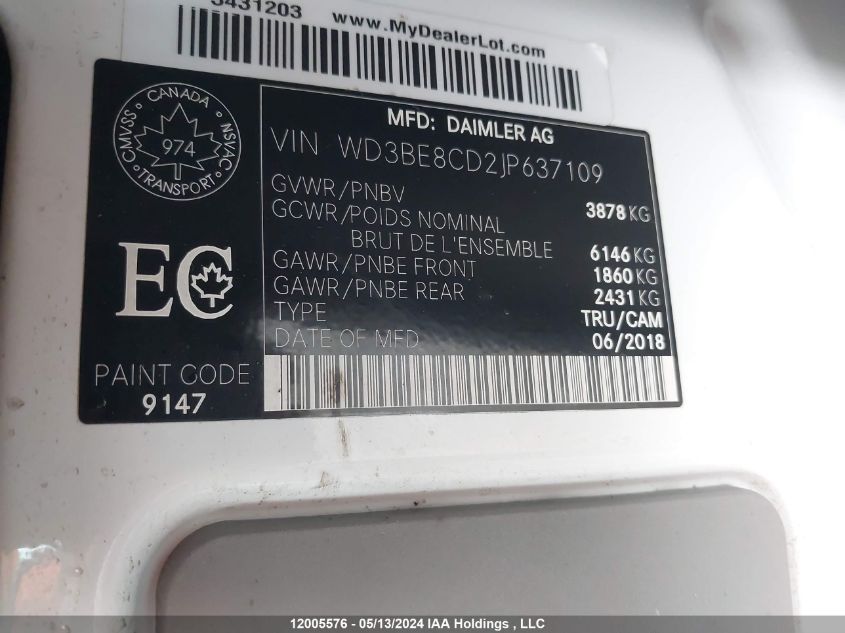 5431203 www.MyDealerLot.com
CMVSS CANADA NSVAC
974
TRANSPORT
MFD: DAIMLER AG
VIN WD3BE8CD2JP637109
GVWR/PNBV 3878 KG
GCWR/POIDS NOMINAL
BRUT DE L'ENSEMBLE 6146 KG
GAWR/PNBE FRONT 1860 KG
GAWR/PNBE REAR 2431 KG
TYPE TRU/CAM
DATE OF MFD 06/2018
EC
PAINT CODE
9147
12005576 - 05/13/2024 IAA Holdings , LLC